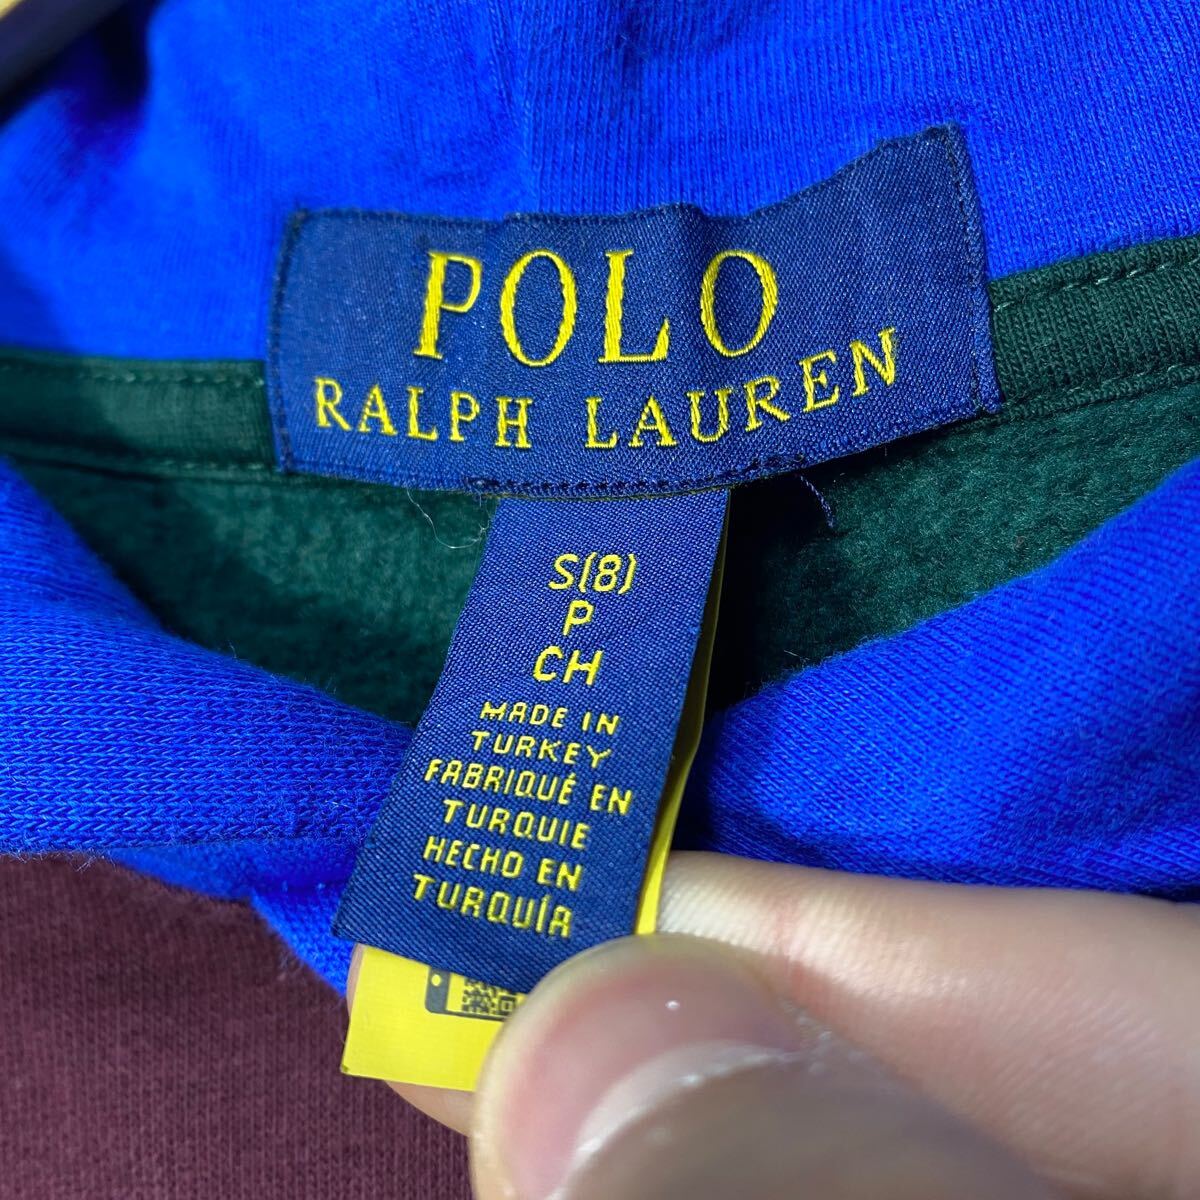 POLO
RALPH LAUREN
S(8)
P
CH
MADE IN
TURKEY
FABRIQUÉ EN
TURQUIE
HECHO EN
TURQUÍA